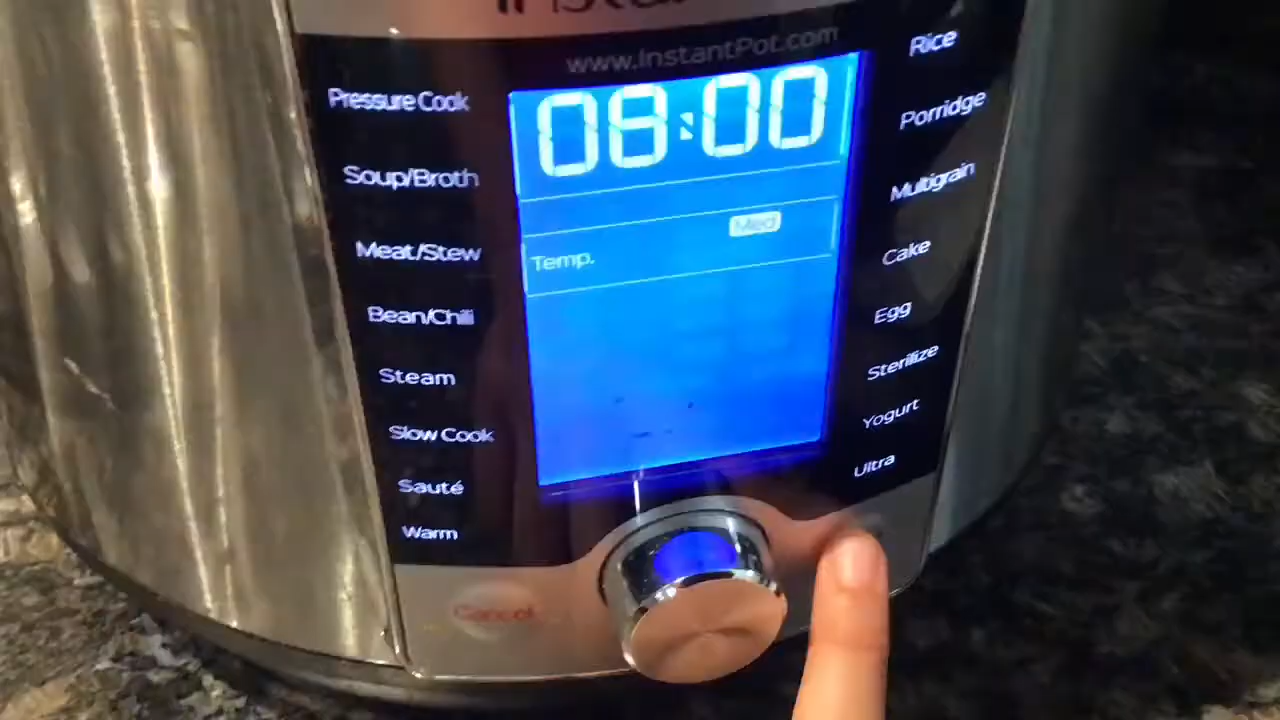 www.InstantPot.com
08:00
Med
Temp.
Pressure Cook
Soup/Broth
Meat/Stew
Bean/Chili
Steam
Slow Cook
Sauté
Warm
Rice
Porridge
Multigrain
Cake
Egg
Sterilize
Yogurt
Ultra
Cancel